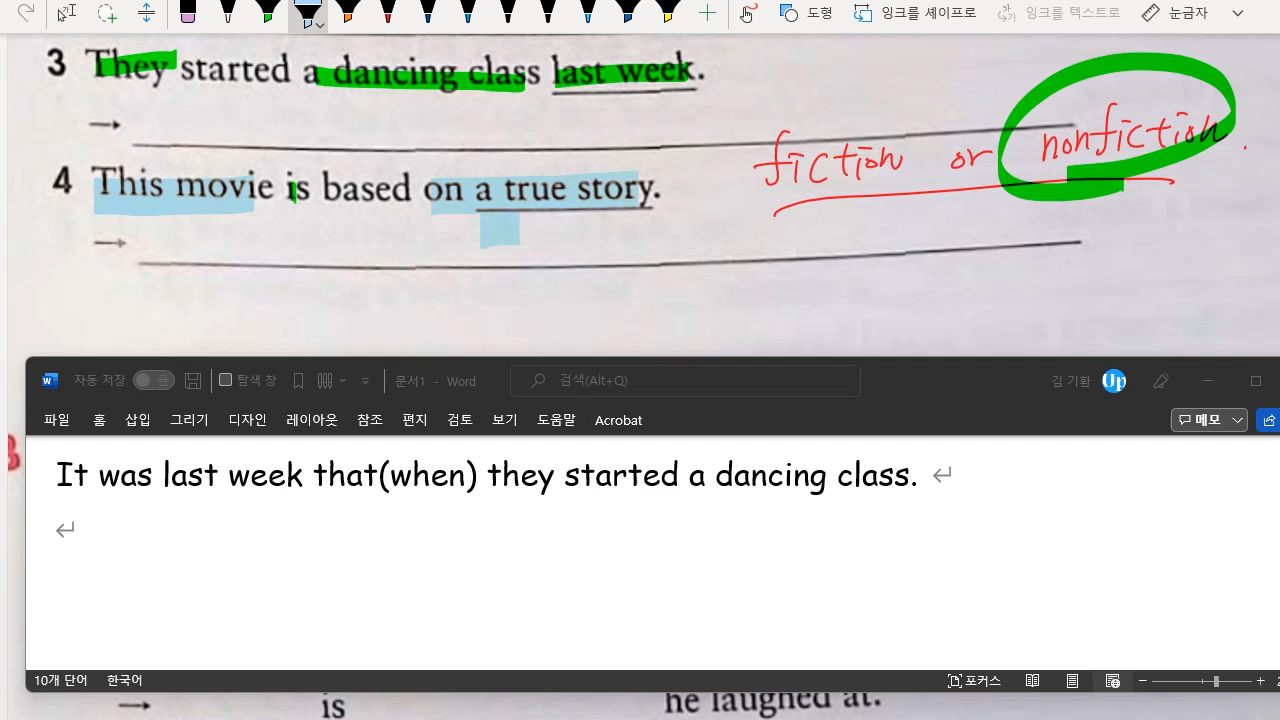 도형 잉크를 셰이프로 잉크를 텍스트로 눈금자
3 They started a dancing class last week.
→
fiction or nonfiction.
4 This movie is based on a true story.
→
자동 저장 공 탐색 창 문서1 - Word 검색(Alt+Q) 김 기환 Up
파일 홈 삽입 그리기 디자인 레이아웃 참조 편지 검토 보기 도움말 Acrobat 메모
It was last week that(when) they started a dancing class. ↵
↵
10개 단어 한국어 포커스
→ is he laughed at.